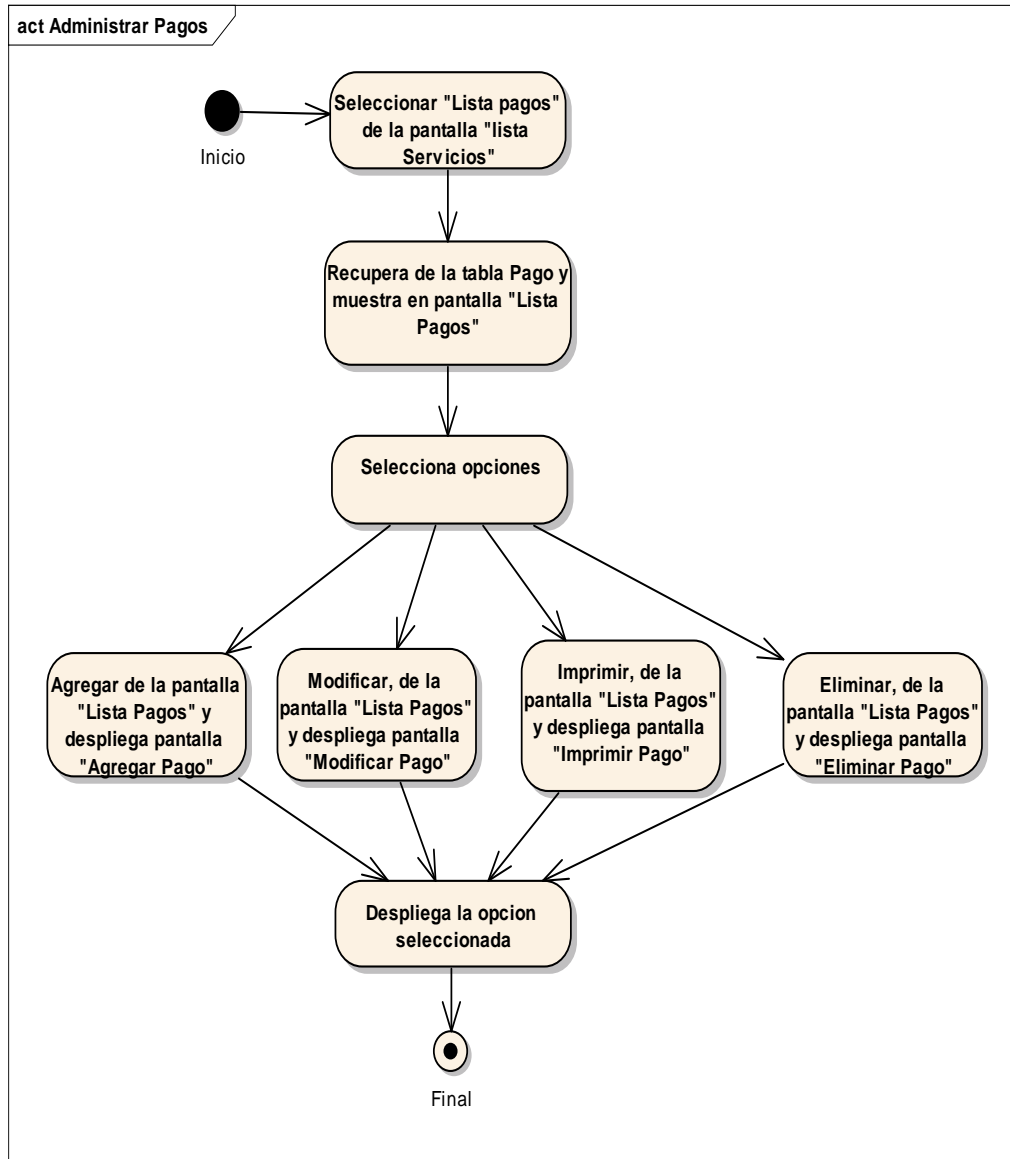 act Administrar Pagos
Inicio
Seleccionar "Lista pagos"
de la pantalla "lista
Servicios"
Recupera de la tabla Pago y
muestra en pantalla "Lista
Pagos"
Selecciona opciones
Agregar de la pantalla
"Lista Pagos" y
despliega pantalla
"Agregar Pago"
Modificar, de la
pantalla "Lista Pagos"
y despliega pantalla
"Modificar Pago"
Imprimir, de la
pantalla "Lista Pagos"
y despliega pantalla
"Imprimir Pago"
Eliminar, de la
pantalla "Lista Pagos"
y despliega pantalla
"Eliminar Pago"
Despliega la opcion
seleccionada
Final